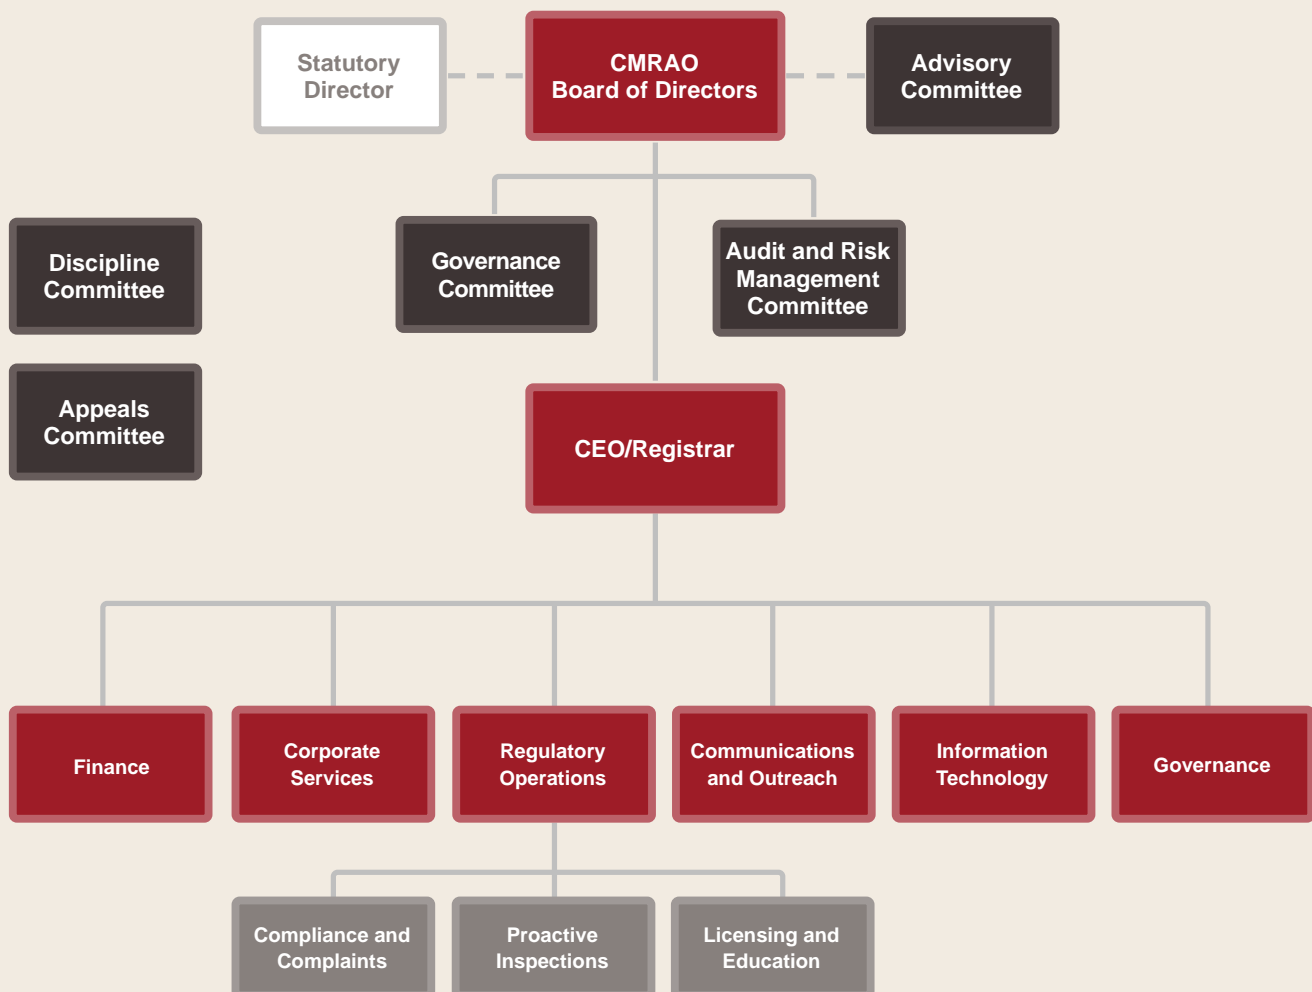 Statutory
Director
CMRAO
Board of Directors
Advisory
Committee
Discipline
Committee
Governance
Committee
Audit and Risk
Management
Committee
Appeals
Committee
CEO/Registrar
Finance
Corporate
Services
Regulatory
Operations
Communications
and Outreach
Information
Technology
Governance
Compliance and
Complaints
Proactive
Inspections
Licensing and
Education